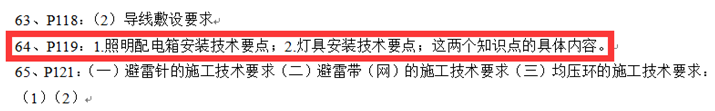 63、P118：（2）导线敷设要求
64、P119：1.照明配电箱安装技术要点；2.灯具安装技术要点；这两个知识点的具体内容。
65、P121：（一）避雷针的施工技术要求（二）避雷带（网）的施工技术要求（三）均压环的施工技术要求：
（1）（2）